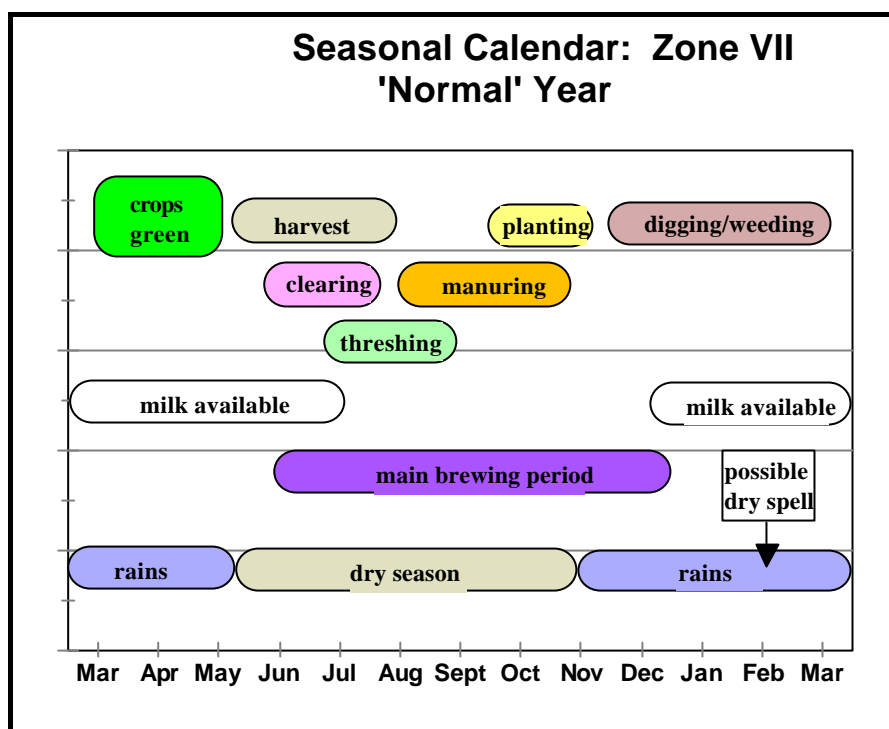 Seasonal Calendar: Zone VII
'Normal' Year
crops
green
harvest
planting
digging/weeding
clearing
manuring
threshing
milk available
milk available
main brewing period
possible
dry spell
rains
dry season
rains
Mar Apr May Jun Jul Aug Sept Oct Nov Dec Jan Feb Mar